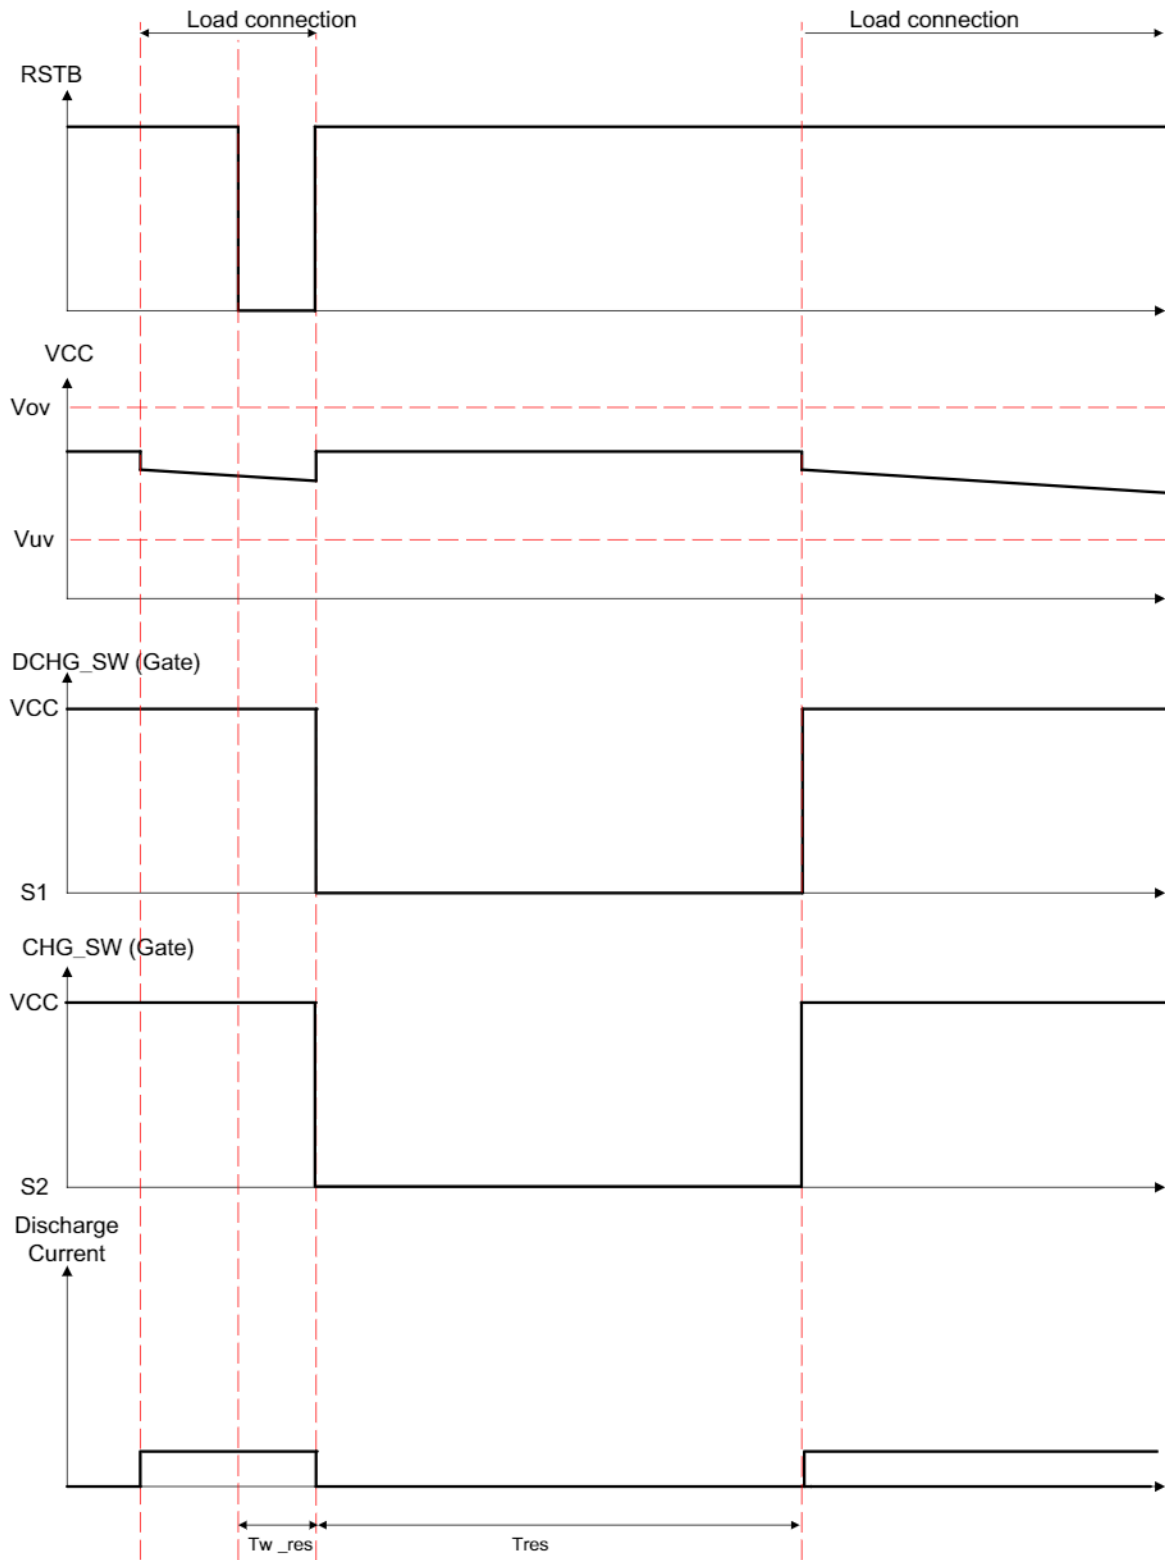 Load connection
Load connection
RSTB
VCC
Vov
Vuv
DCHG_SW (Gate)
VCC
S1
CHG_SW (Gate)
VCC
S2
Discharge
Current
Tw _res
Tres